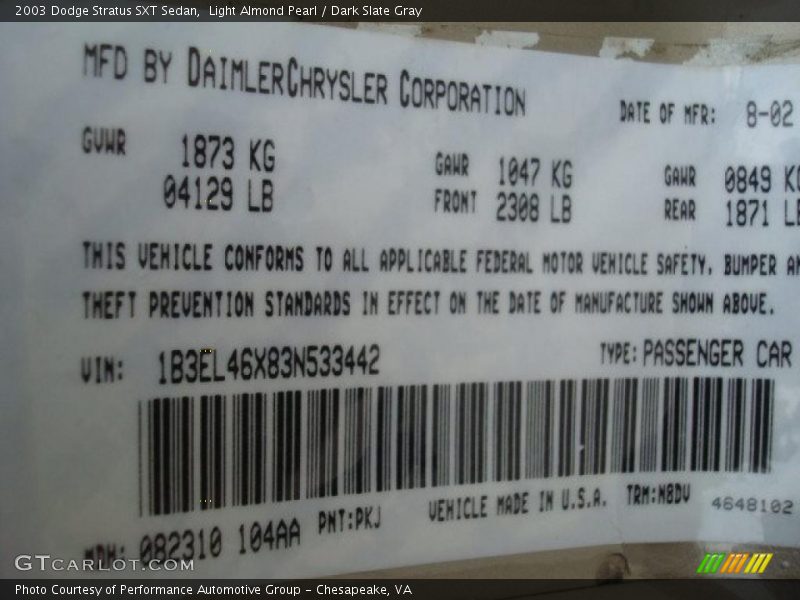 2003 Dodge Stratus SXT Sedan, Light Almond Pearl / Dark Slate Gray
MFD BY DAIMLERCHRYSLER CORPORATION
DATE OF MFR: 8-02
GVWR 1873 KG
04129 LB
GAWR 1047 KG
FRONT 2308 LB
GAWR 0849 KG
REAR 1871 LB
THIS VEHICLE CONFORMS TO ALL APPLICABLE FEDERAL MOTOR VEHICLE SAFETY, BUMPER AN
THEFT PREVENTION STANDARDS IN EFFECT ON THE DATE OF MANUFACTURE SHOWN ABOVE.
VIN: 1B3EL46X83N533442
TYPE: PASSENGER CAR
MDH: 082310 104AA PNT:PKJ VEHICLE MADE IN U.S.A. TRM:M8DV 4648102
GTCARLOT.COM
Photo Courtesy of Performance Automotive Group – Chesapeake, VA